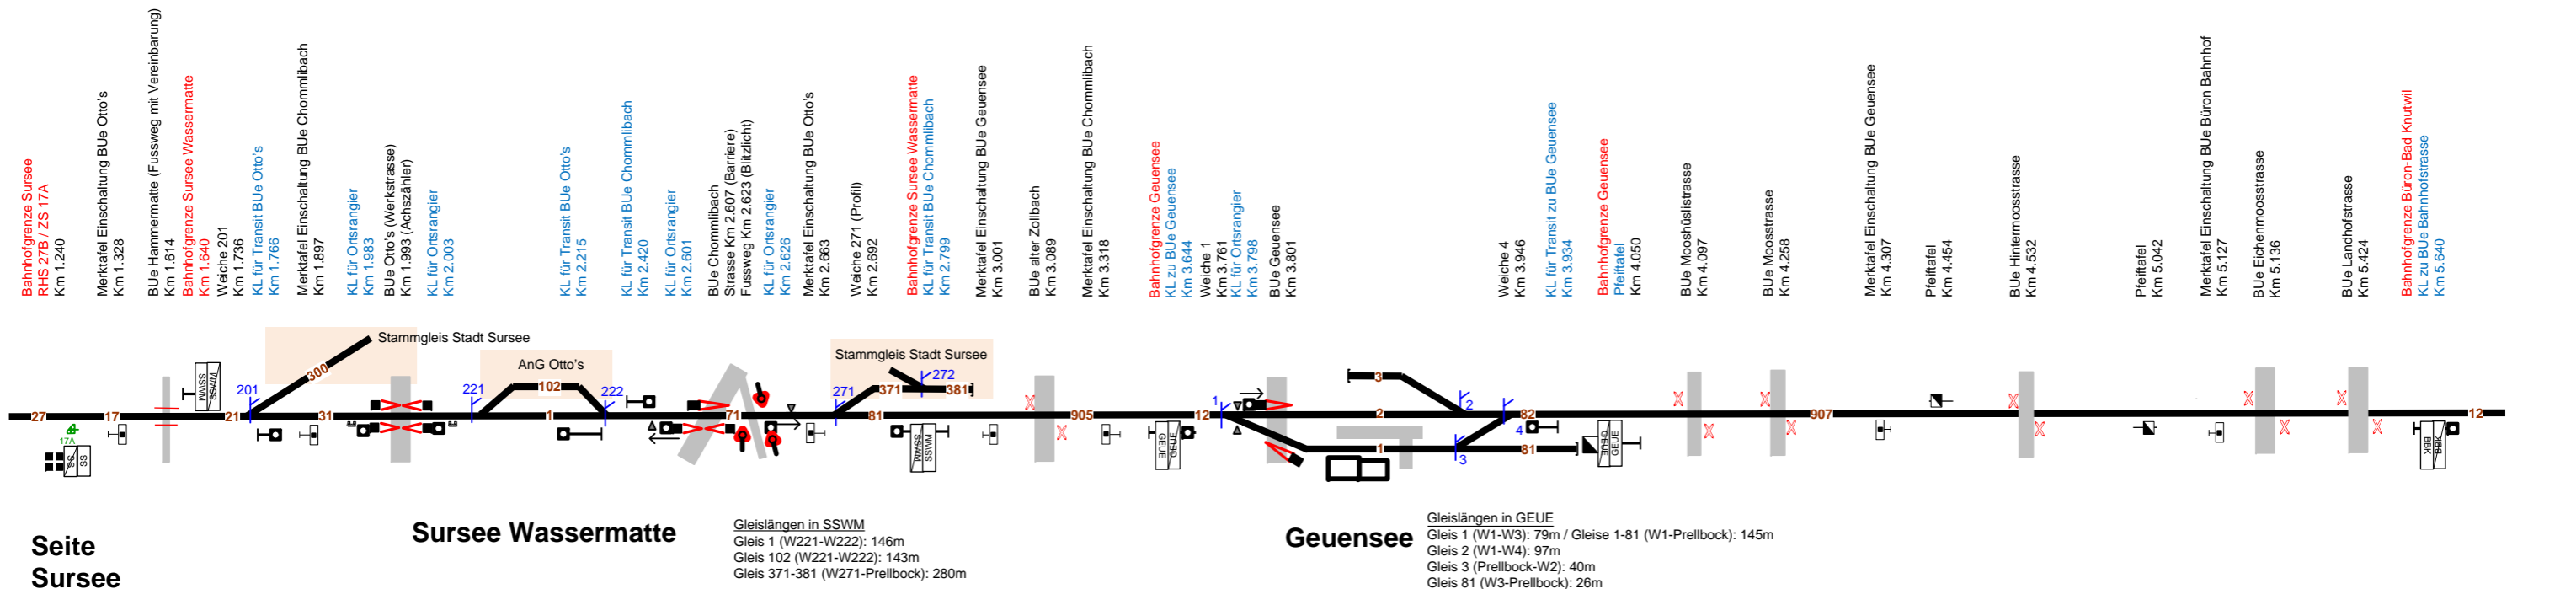 Bahnhofgrenze Sursee
RHS 27B / ZS 17A
Km 1.240
Merktafel Einschaltung BUe Otto's
Km 1.328
BUe Hammermatte (Fussweg mit Vereinbarung)
Km 1.614
Bahnhofgrenze Sursee Wassermatte
Km 1.640
Weiche 201
Km 1.736
KL für Transit BUe Otto's
Km 1.766
Merktafel Einschaltung BUe Chommlibach
Km 1.897
KL für Ortsrangier
Km 1.983
BUe Otto's (Werkstrasse)
Km 1.993 (Achszähler)
KL für Ortsrangier
Km 2.003
KL für Transit BUe Otto's
Km 2.215
KL für Transit BUe Chommlibach
Km 2.420
KL für Ortsrangier
Km 2.601
BUe Chommlibach
Strasse Km 2.607 (Barriere)
Fussweg Km 2.623 (Blitzlicht)
KL für Ortsrangier
Km 2.626
Merktafel Einschaltung BUe Otto's
Km 2.663
Weiche 271 (Profil)
Km 2.692
Bahnhofgrenze Sursee Wassermatte
KL für Transit BUe Chommlibach
Km 2.799
Merktafel Einschaltung BUe Geuensee
Km 3.001
BUe alter Zollbach
Km 3.089
Merktafel Einschaltung BUe Chommlibach
Km 3.318
Bahnhofgrenze Geuensee
KL zu BUe Geuensee
Km 3.644
Weiche 1
Km 3.761
KL für Ortsrangier
Km 3.798
BUe Geuensee
Km 3.801
Weiche 4
Km 3.946
KL für Transit zu BUe Geuensee
Km 3.934
Bahnhofgrenze Geuensee
Pfeiftafel
Km 4.050
BUe Mooshüslistrasse
Km 4.097
BUe Moosstrasse
Km 4.258
Merktafel Einschaltung BUe Geuensee
Km 4.307
Pfeiftafel
Km 4.454
BUe Hintermoosstrasse
Km 4.532
Pfeiftafel
Km 5.042
Merktafel Einschaltung BUe Büron Bahnhof
Km 5.127
BUe Eichenmoosstrasse
Km 5.136
BUe Landhofstrasse
Km 5.424
Bahnhofgrenze Büron-Bad Knutwil
KL zu BUe Bahnhofstrasse
Km 5.640
Stammgleis Stadt Sursee
AnG Otto's
Stammgleis Stadt Sursee
300
102
371
272
381
3
201
221
222
271
1
2
27
17
21
31
1
71
81
905
12
2
82
907
12
4
3
1
81
17A
SS
SS
SSWM
SSWM
SSWM
SSWM
GEUE
GEUE
GEUE
GEUE
BBK
BBK
Seite
Sursee
Sursee Wassermatte
Gleislängen in SSWM
Gleis 1 (W221-W222): 146m
Gleis 102 (W221-W222): 143m
Gleis 371-381 (W271-Prellbock): 280m
Geuensee
Gleislängen in GEUE
Gleis 1 (W1-W3): 79m / Gleise 1-81 (W1-Prellbock): 145m
Gleis 2 (W1-W4): 97m
Gleis 3 (Prellbock-W2): 40m
Gleis 81 (W3-Prellbock): 26m